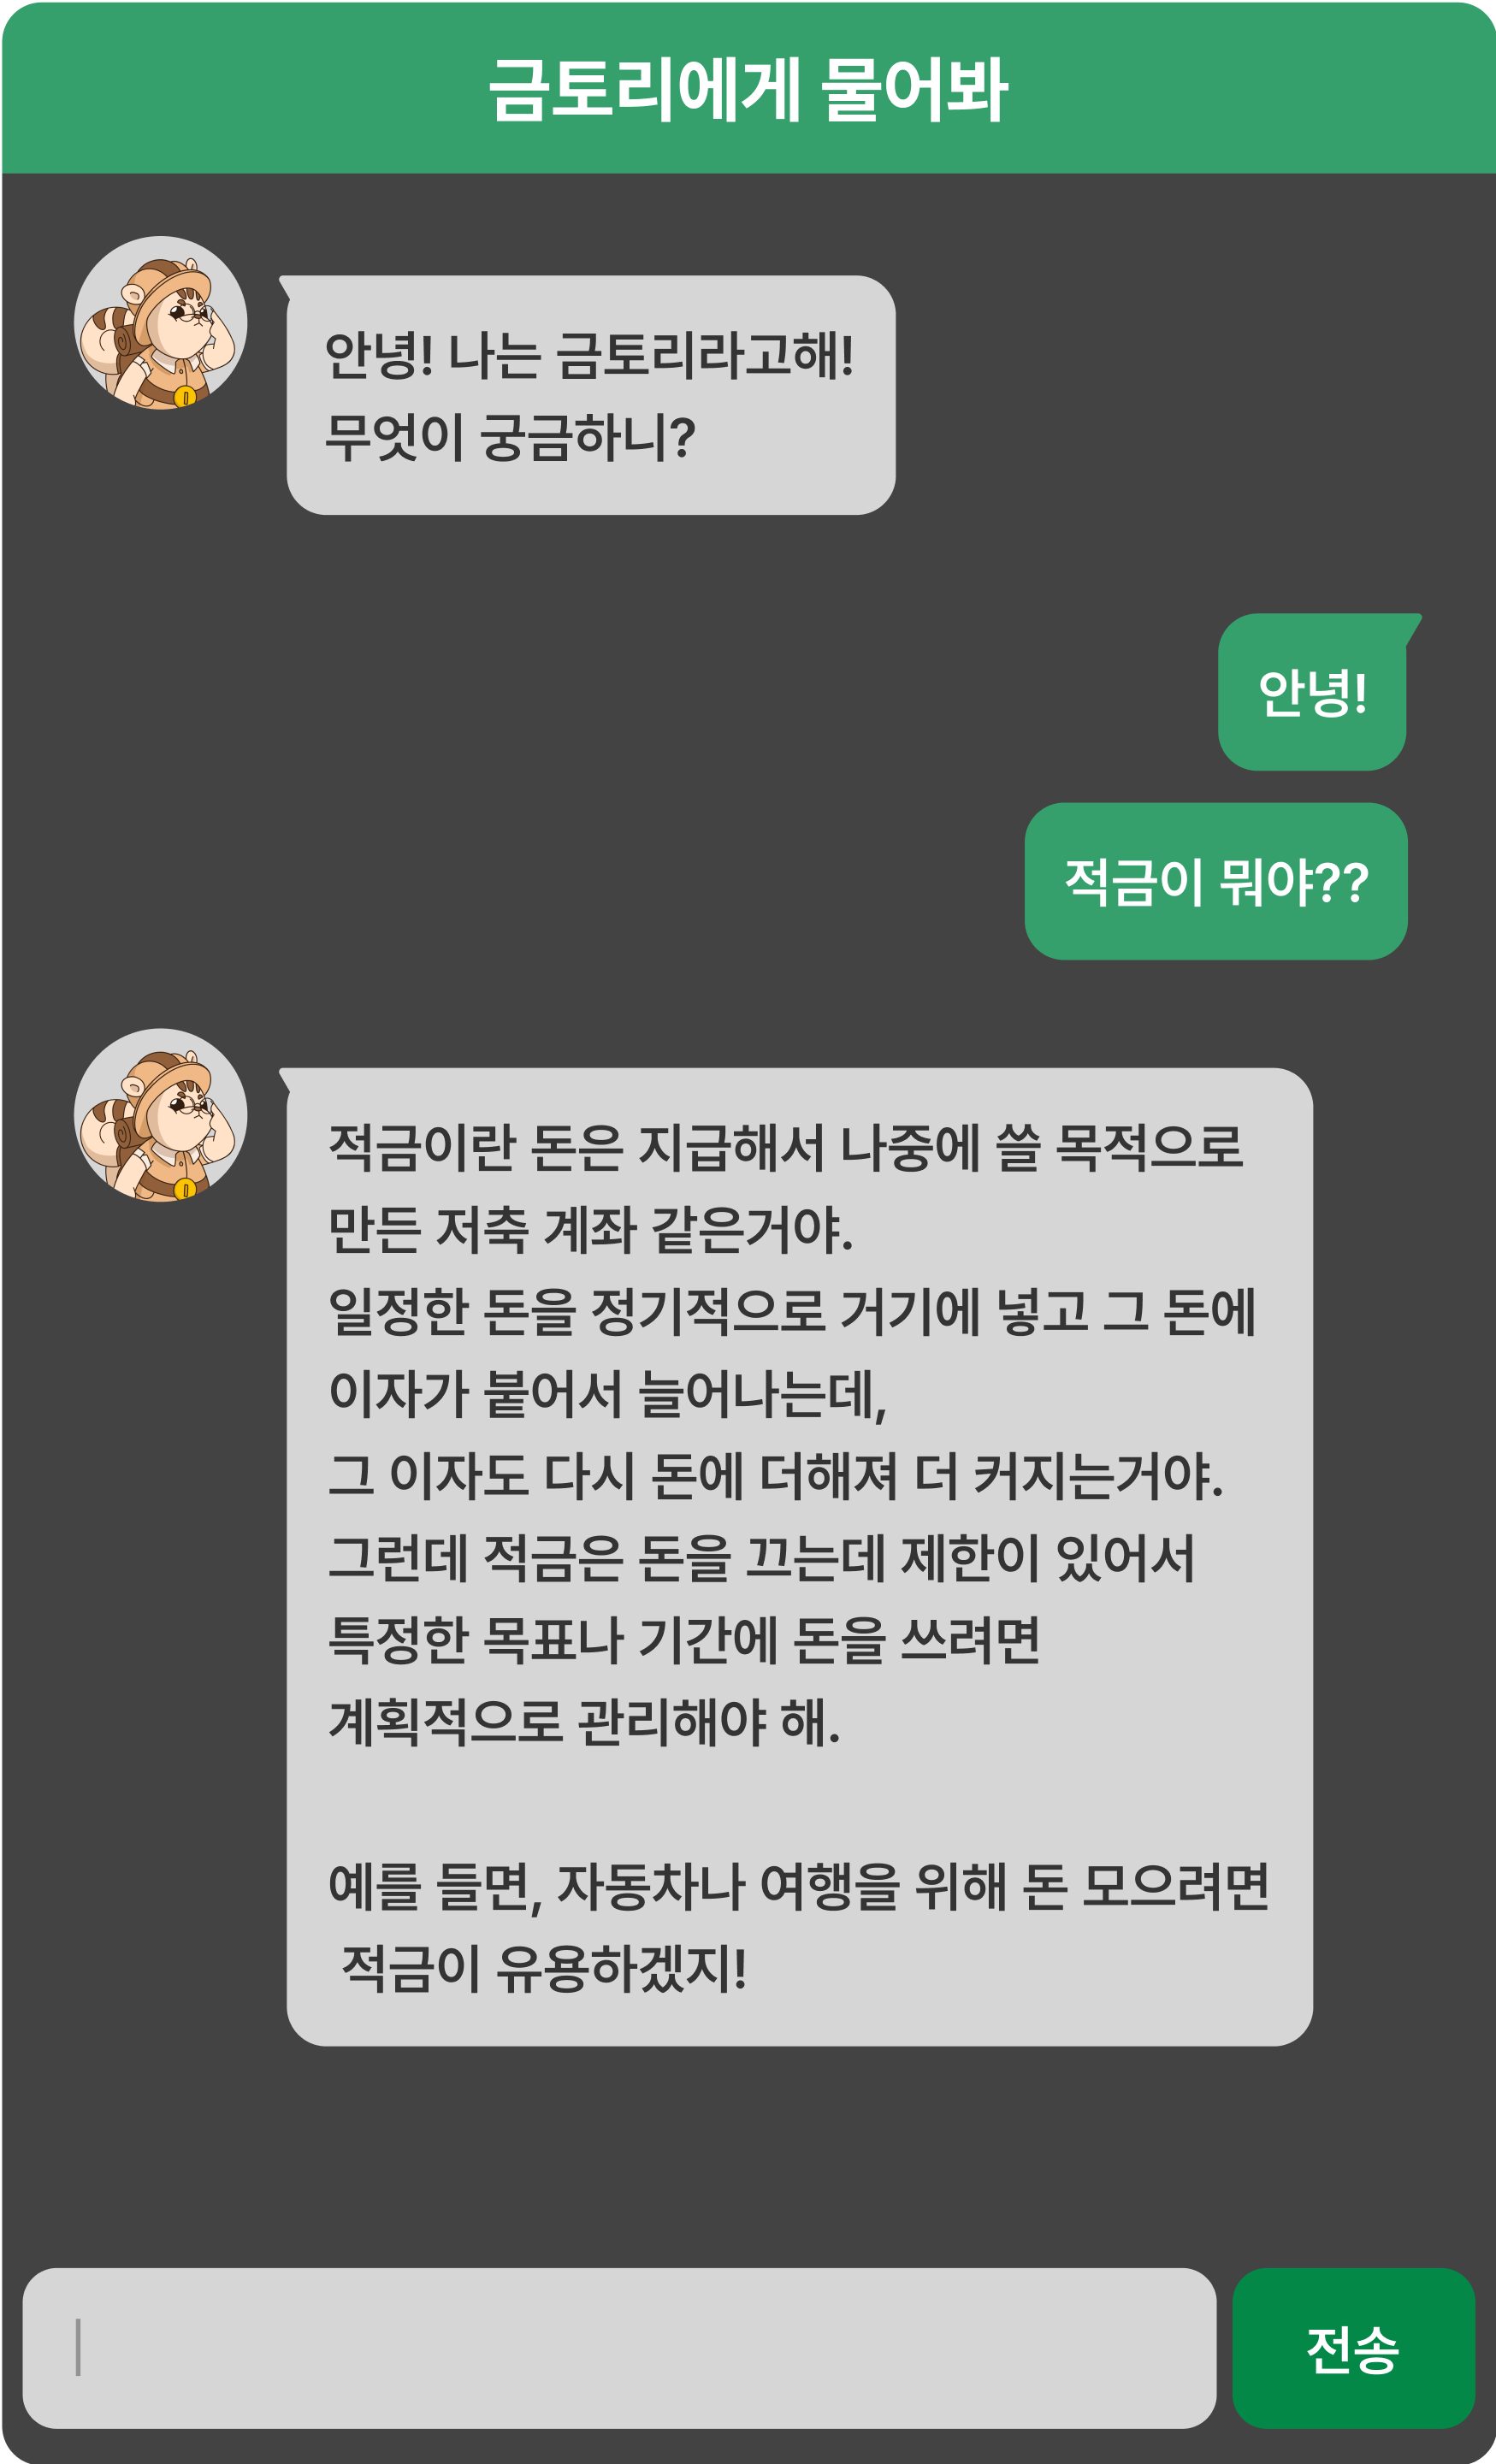 금토리에게 물어봐
안녕! 나는 금토리라고해!
무엇이 궁금하니?
안녕!
적금이 뭐야??
적금이란 돈은 지급해서 나중에 쓸 목적으로
만든 저축 계좌 같은거야.
일정한 돈을 정기적으로 거기에 넣고 그 돈에
이자가 붙어서 늘어나는데,
그 이자도 다시 돈에 더해져 더 커지는거야.
그런데 적금은 돈을 끄는데 제한이 있어서
특정한 목표나 기간에 돈을 쓰려면
계획적으로 관리해야 해.
예를 들면, 자동차나 여행을 위해 돈 모으려면
적금이 유용하겠지!
전송